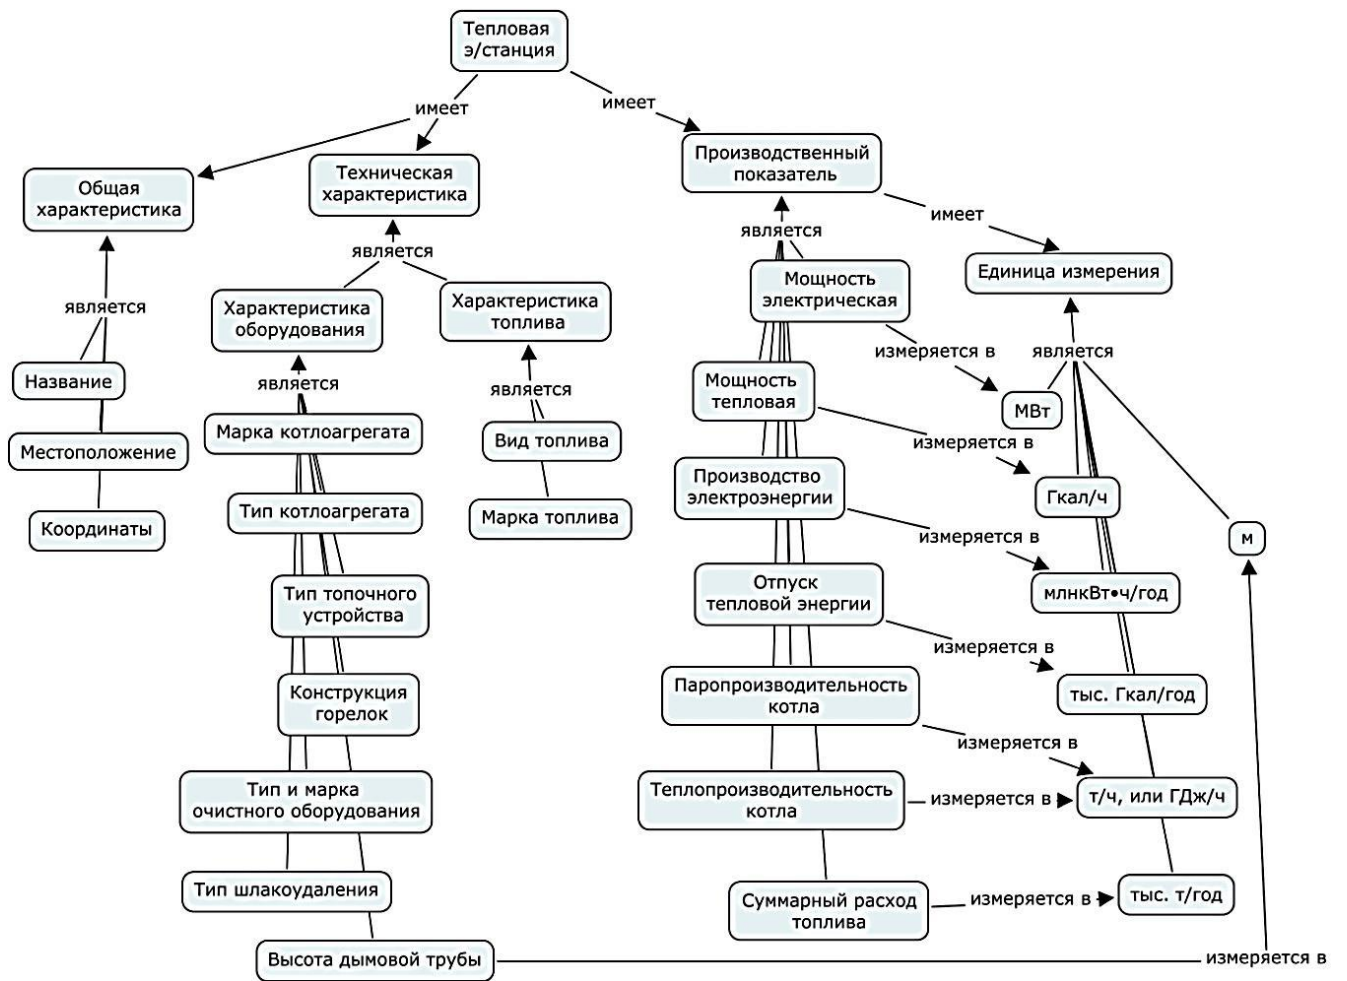 Тепловая
э/станция
имеет
имеет
Производственный
показатель
Техническая
характеристика
Общая
характеристика
имеет
является
является
Единица измерения
Мощность
электрическая
Характеристика
топлива
Характеристика
оборудования
является
измеряется в
является
является
является
Название
Мощность
тепловая
МВт
Марка котлоагрегата
Вид топлива
измеряется в
Местоположение
Производство
электроэнергии
Гкал/ч
Тип котлоагрегата
Марка топлива
Координаты
измеряется в
м
Отпуск
тепловой энергии
млнкВт•ч/год
Тип топочного
устройства
измеряется в
Конструкция
горелок
Паропроизводительность
котла
тыс. Гкал/год
измеряется в
Тип и марка
очистного оборудования
Теплопроизводительность
котла
измеряется в
т/ч, или ГДж/ч
Тип шлакоудаления
Суммарный расход
топлива
измеряется в
тыс. т/год
Высота дымовой трубы
измеряется в